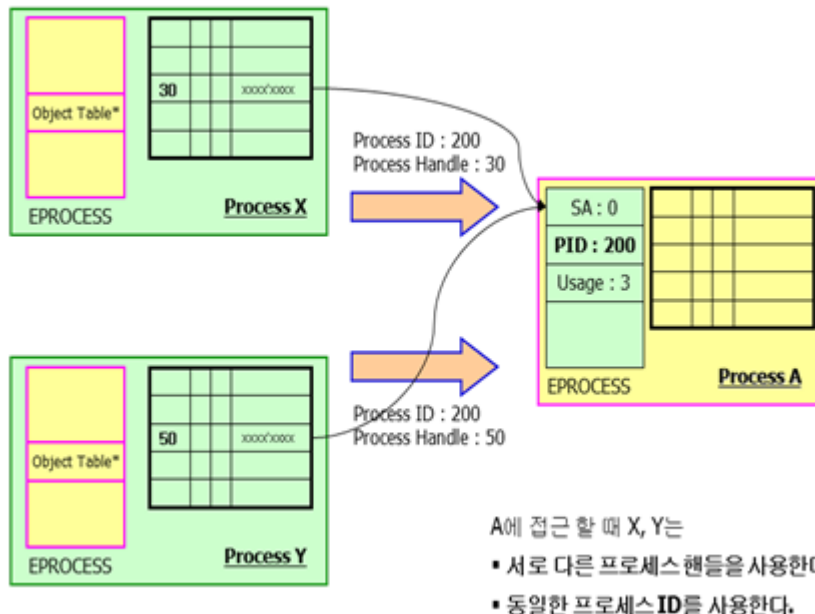 30
xxxx'xxxx
Object Table*
EPROCESS
Process X
Process ID : 200
Process Handle : 30
SA : 0
PID : 200
Usage : 3
EPROCESS
Process A
50
xxxx'xxxx
Object Table*
EPROCESS
Process Y
Process ID : 200
Process Handle : 50
A에 접근 할 때 X, Y는
▪ 서로 다른 프로세스 핸들을 사용한다
▪ 동일한 프로세스 ID를 사용한다.